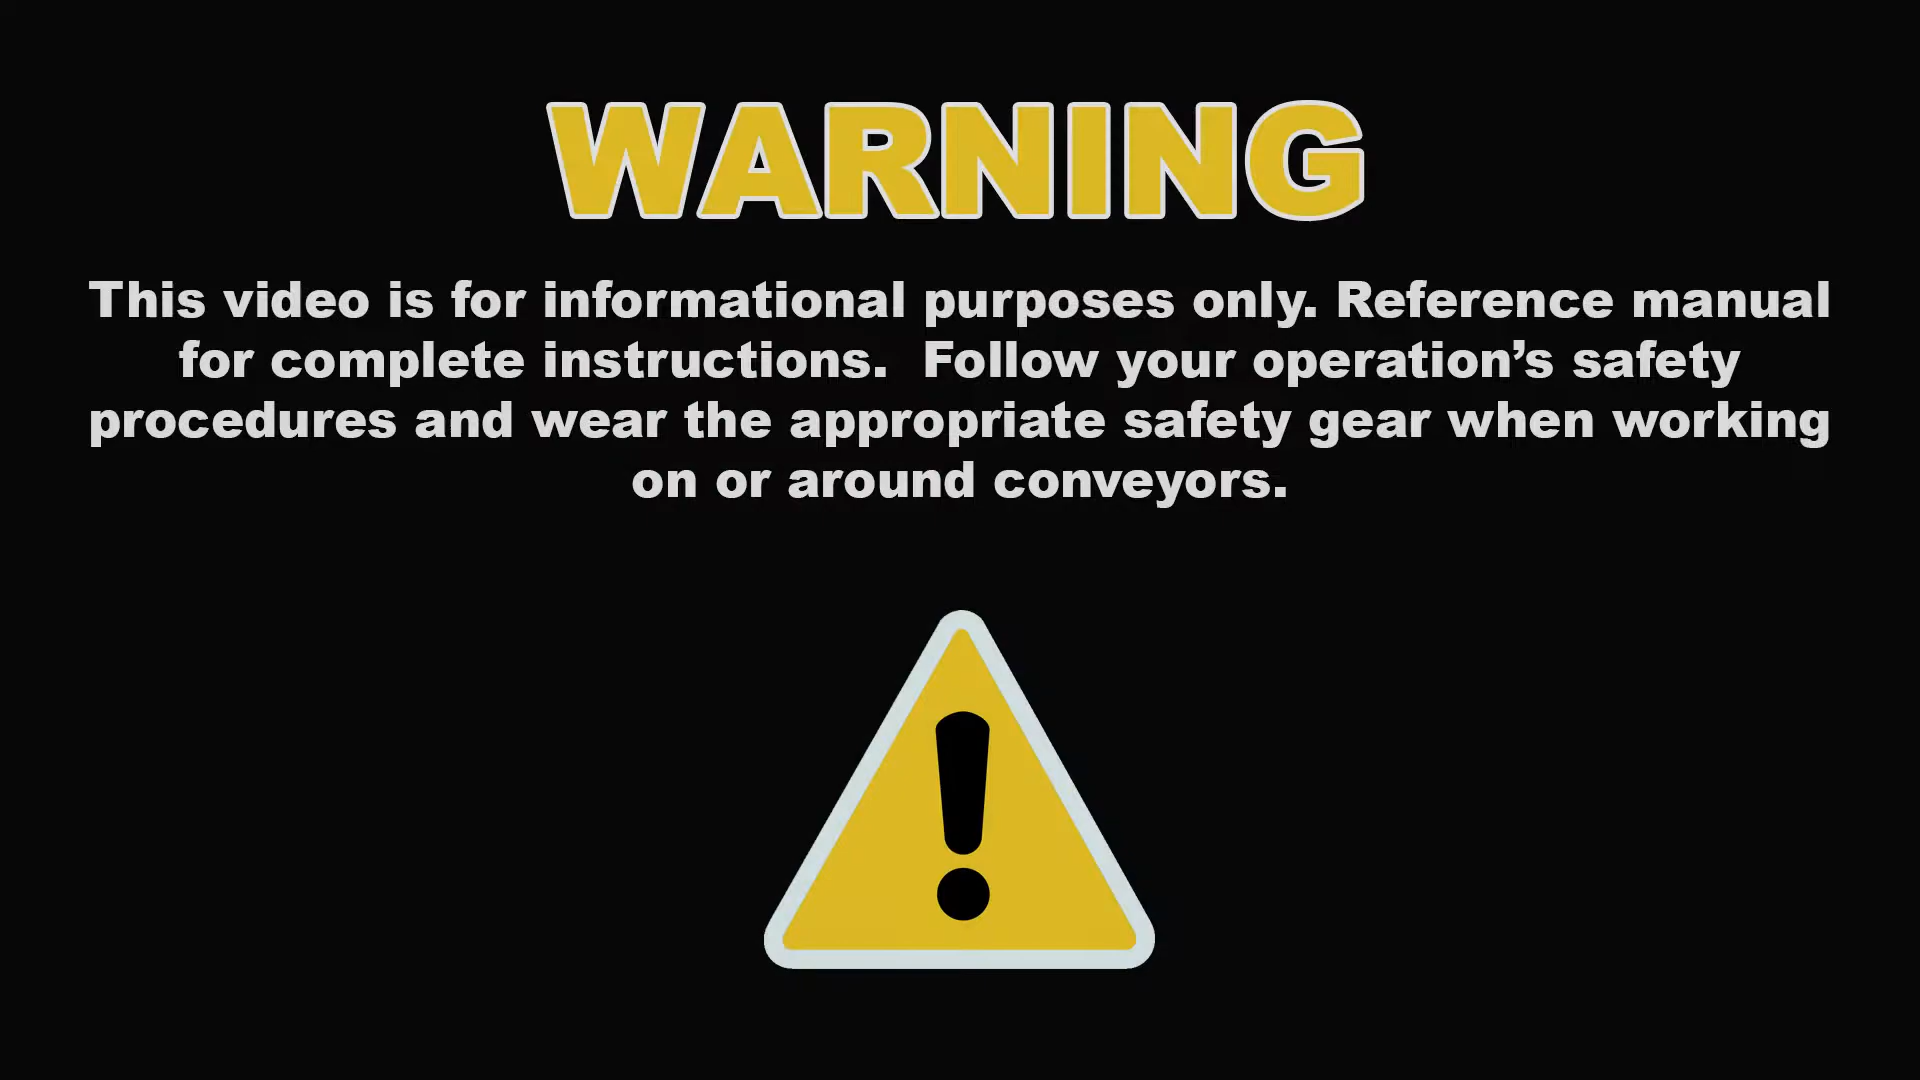 WARNING
This video is for informational purposes only. Reference manual
for complete instructions.  Follow your operation’s safety
procedures and wear the appropriate safety gear when working
on or around conveyors.
!